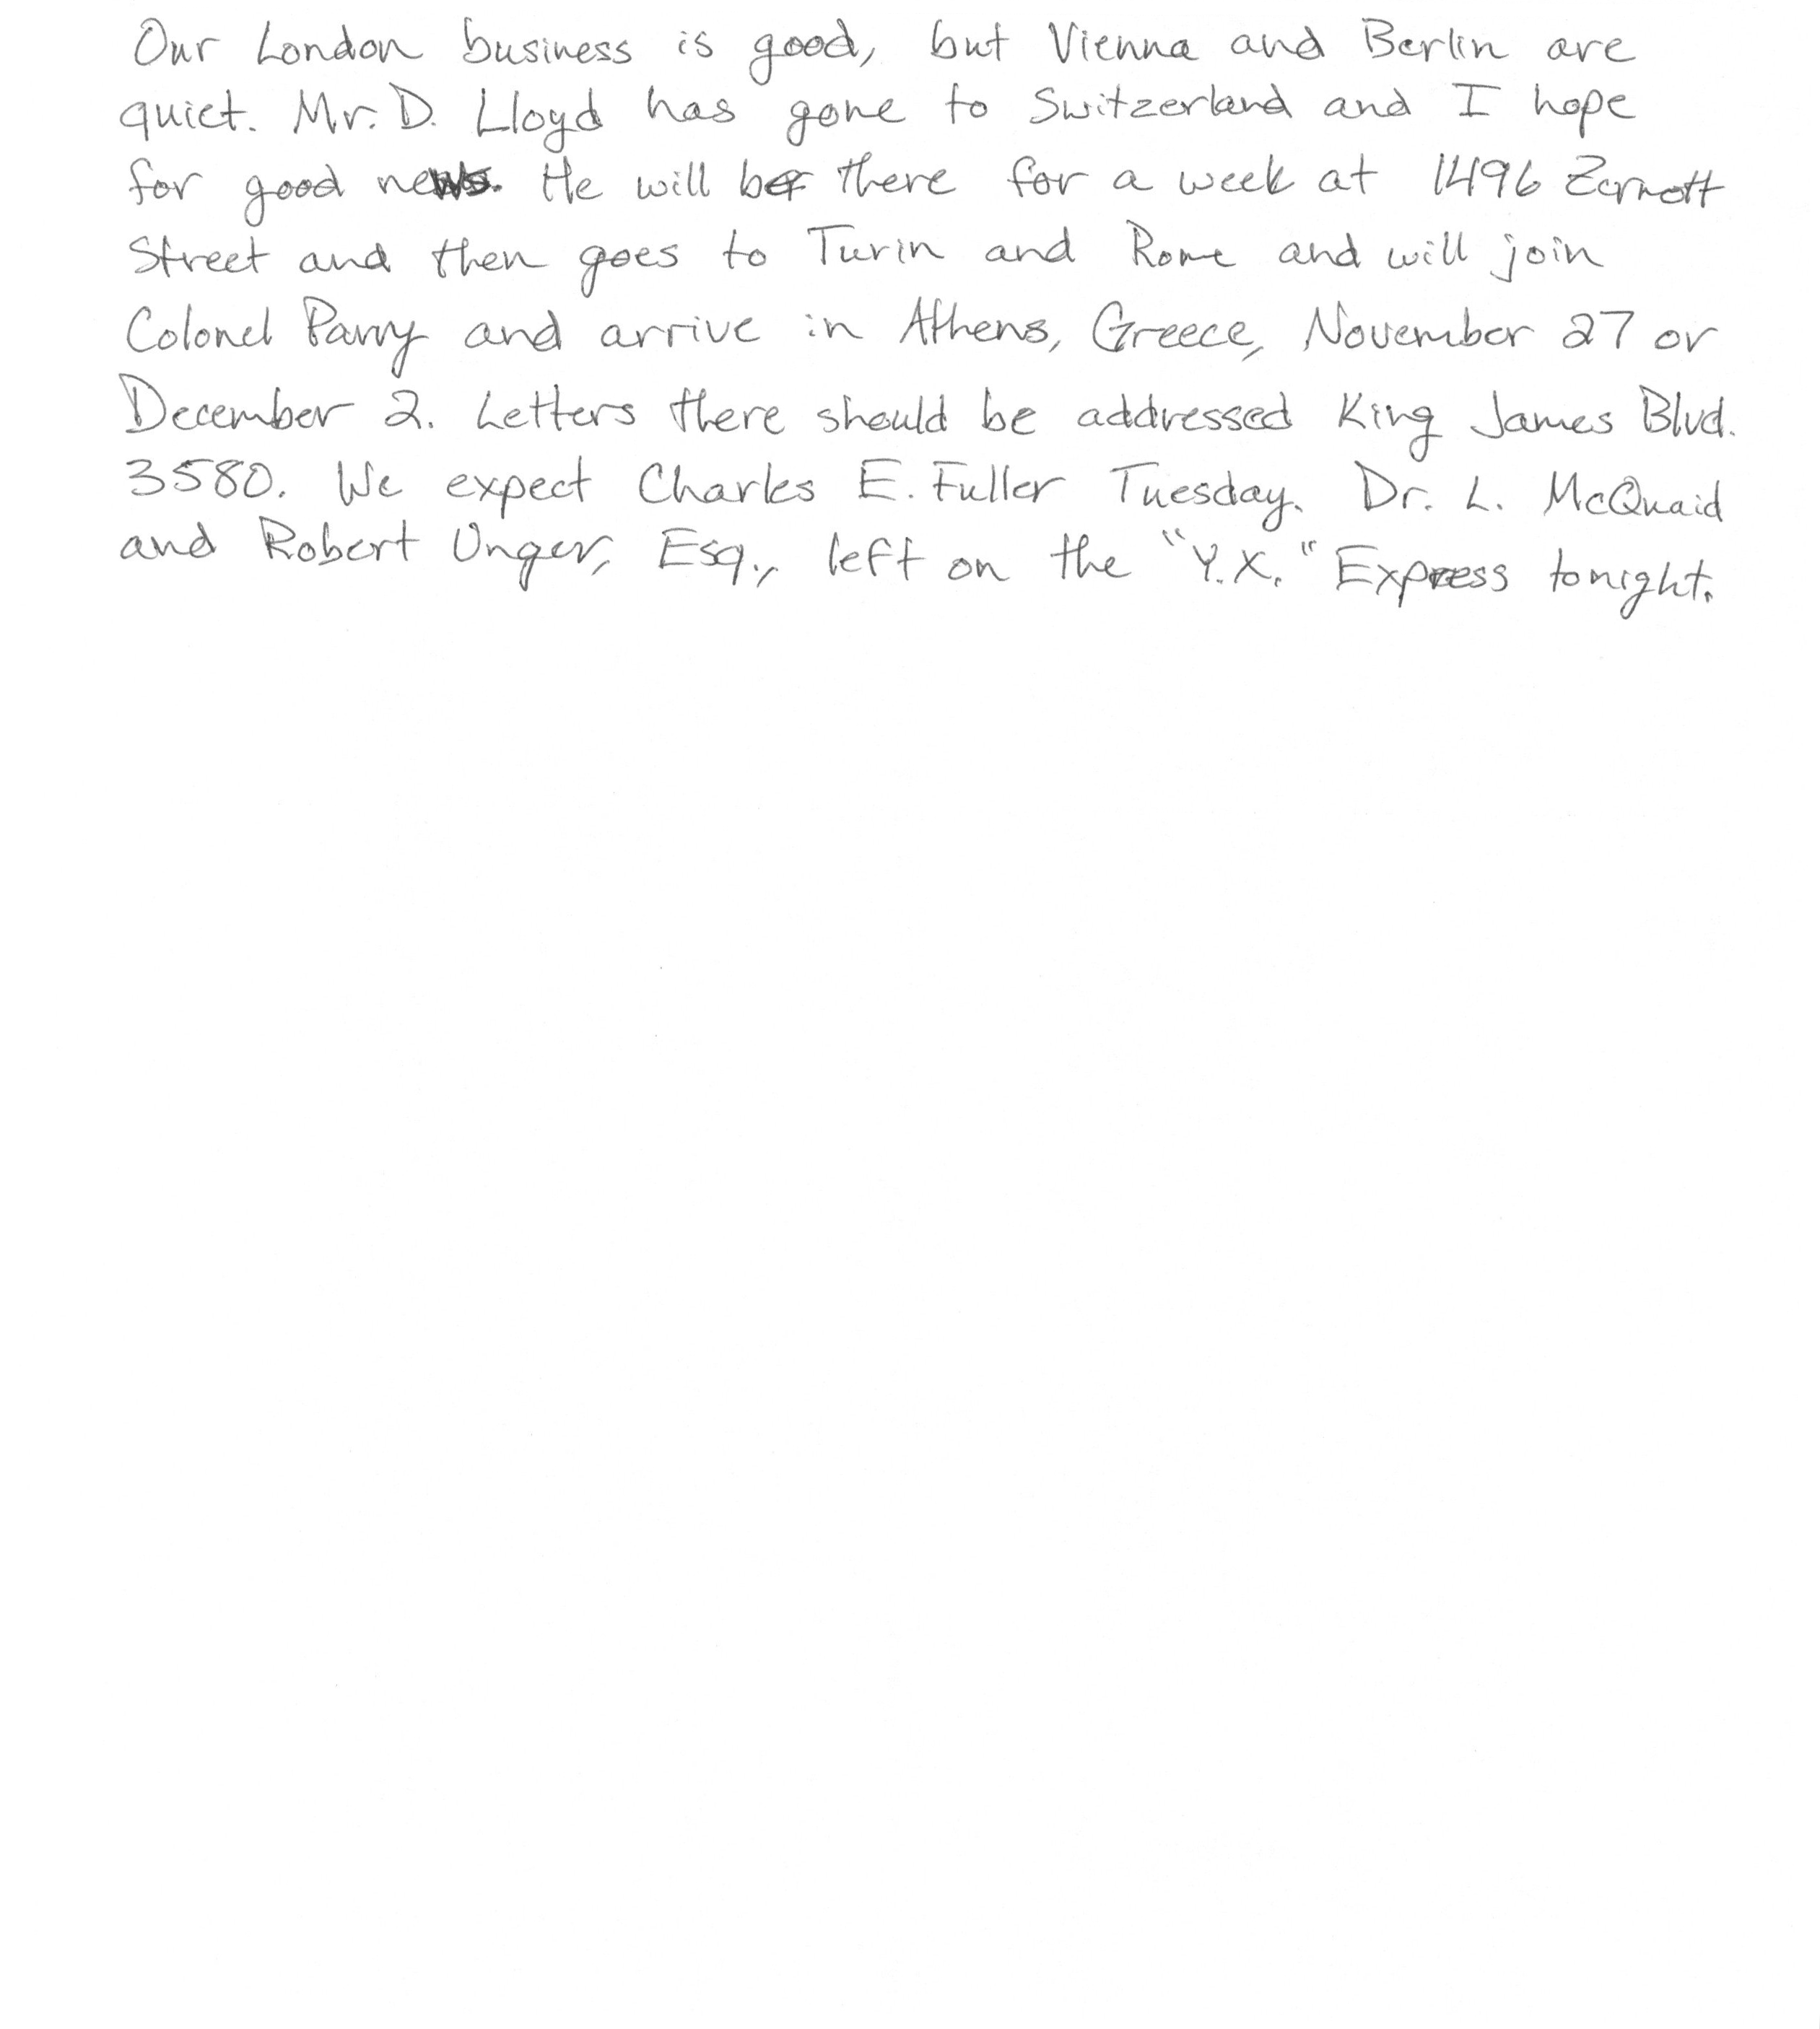 Our London business is good, but Vienna and Berlin are
quiet. Mr. D. Lloyd has gone to Switzerland and I hope
for good news. He will be there for a week at 1496 Zermott
Street and then goes to Turin and Rome and will join
Colonel Parry and arrive in Athens, Greece, November 27 or
December 2. Letters there should be addressed King James Blvd.
3580. We expect Charles E. Fuller Tuesday. Dr. L. McQuaid
and Robert Unger, Esq., left on the "Y.X." Express tonight.